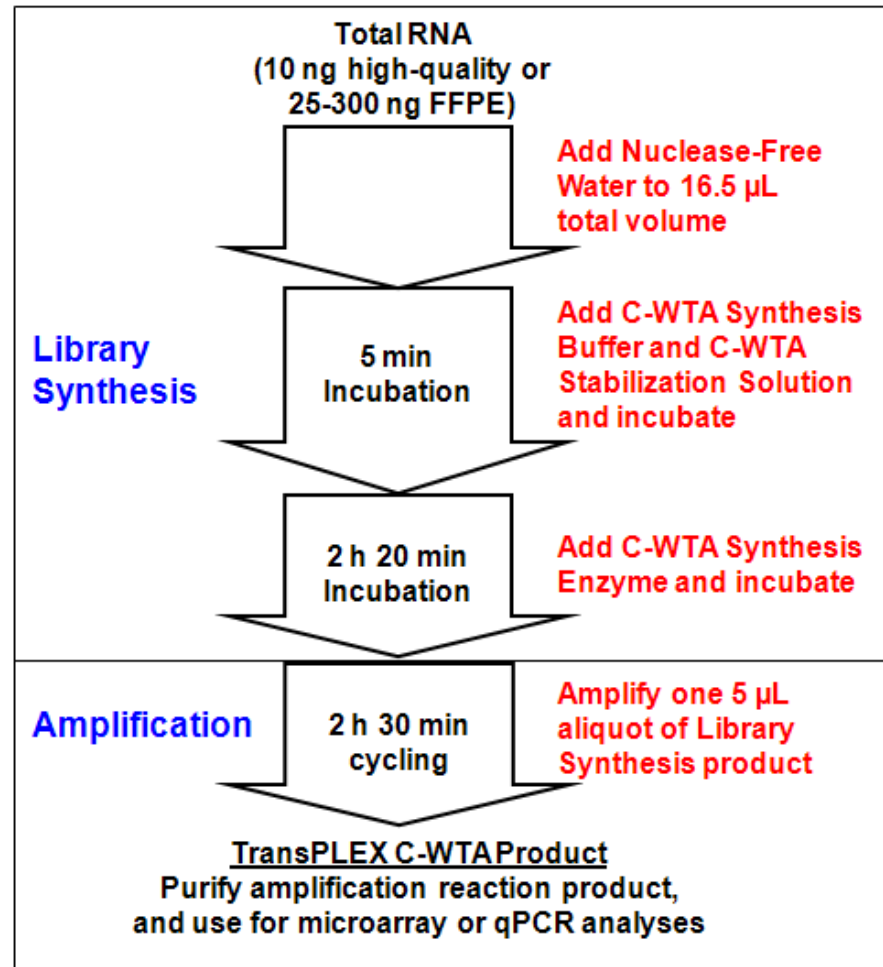 Total RNA
(10 ng high-quality or
25-300 ng FFPE)
Add Nuclease-Free
Water to 16.5 µL
total volume
Library
Synthesis
5 min
Incubation
Add C-WTA Synthesis
Buffer and C-WTA
Stabilization Solution
and incubate
2 h 20 min
Incubation
Add C-WTA Synthesis
Enzyme and incubate
Amplification
2 h 30 min
cycling
Amplify one 5 µL
aliquot of Library
Synthesis product
TransPLEX C-WTA Product
Purify amplification reaction product,
and use for microarray or qPCR analyses